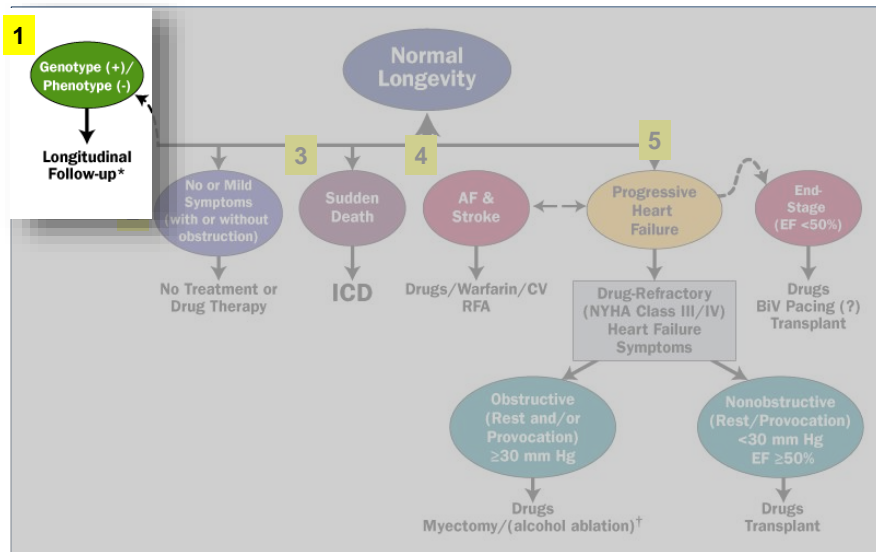 1
Genotype (+)/
Phenotype (-)
Longitudinal
Follow-up*
Normal
Longevity
3
4
5
No or Mild
Symptoms
(with or without
obstruction)
No Treatment or
Drug Therapy
Sudden
Death
ICD
AF &
Stroke
Drugs/Warfarin/CV
RFA
Progressive
Heart
Failure
End-
Stage
(EF <50%)
Drugs
BiV Pacing (?)
Transplant
Drug-Refractory
(NYHA Class III/IV)
Heart Failure
Symptoms
Obstructive
(Rest and/or
Provocation)
≥30 mm Hg
Drugs
Myectomy/(alcohol ablation)†
Nonobstructive
(Rest/Provocation)
<30 mm Hg
EF ≥50%
Drugs
Transplant